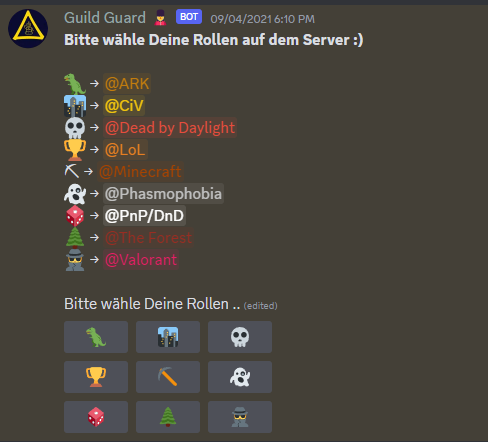 Guild Guard BOT 09/04/2021 6:10 PM
Bitte wähle Deine Rollen auf dem Server :)
🦖 → @ARK
🏙️ → @CiV
💀 → @Dead by Daylight
🏆 → @LoL
⛏️ → @Minecraft
👻 → @Phasmophobia
🎲 → @PnP/DnD
🌲 → @The Forest
🕵️ → @Valorant
Bitte wähle Deine Rollen .. (edited)